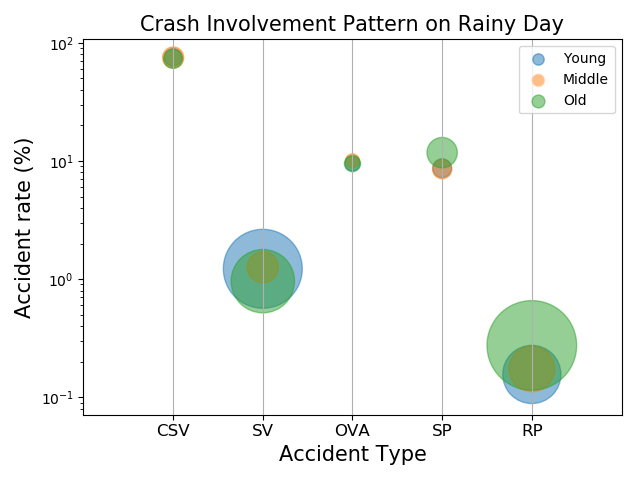 Crash Involvement Pattern on Rainy Day
Accident rate (%)
10²
10¹
10⁰
10⁻¹
Young
Middle
Old
CSV SV OVA SP RP
Accident Type